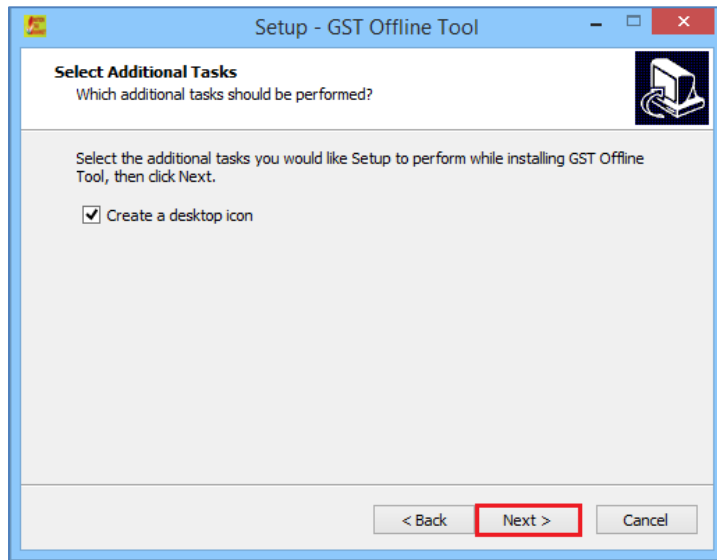 Setup - GST Offline Tool
Select Additional Tasks
Which additional tasks should be performed?
Select the additional tasks you would like Setup to perform while installing GST Offline
Tool, then click Next.
Create a desktop icon
< Back Next > Cancel